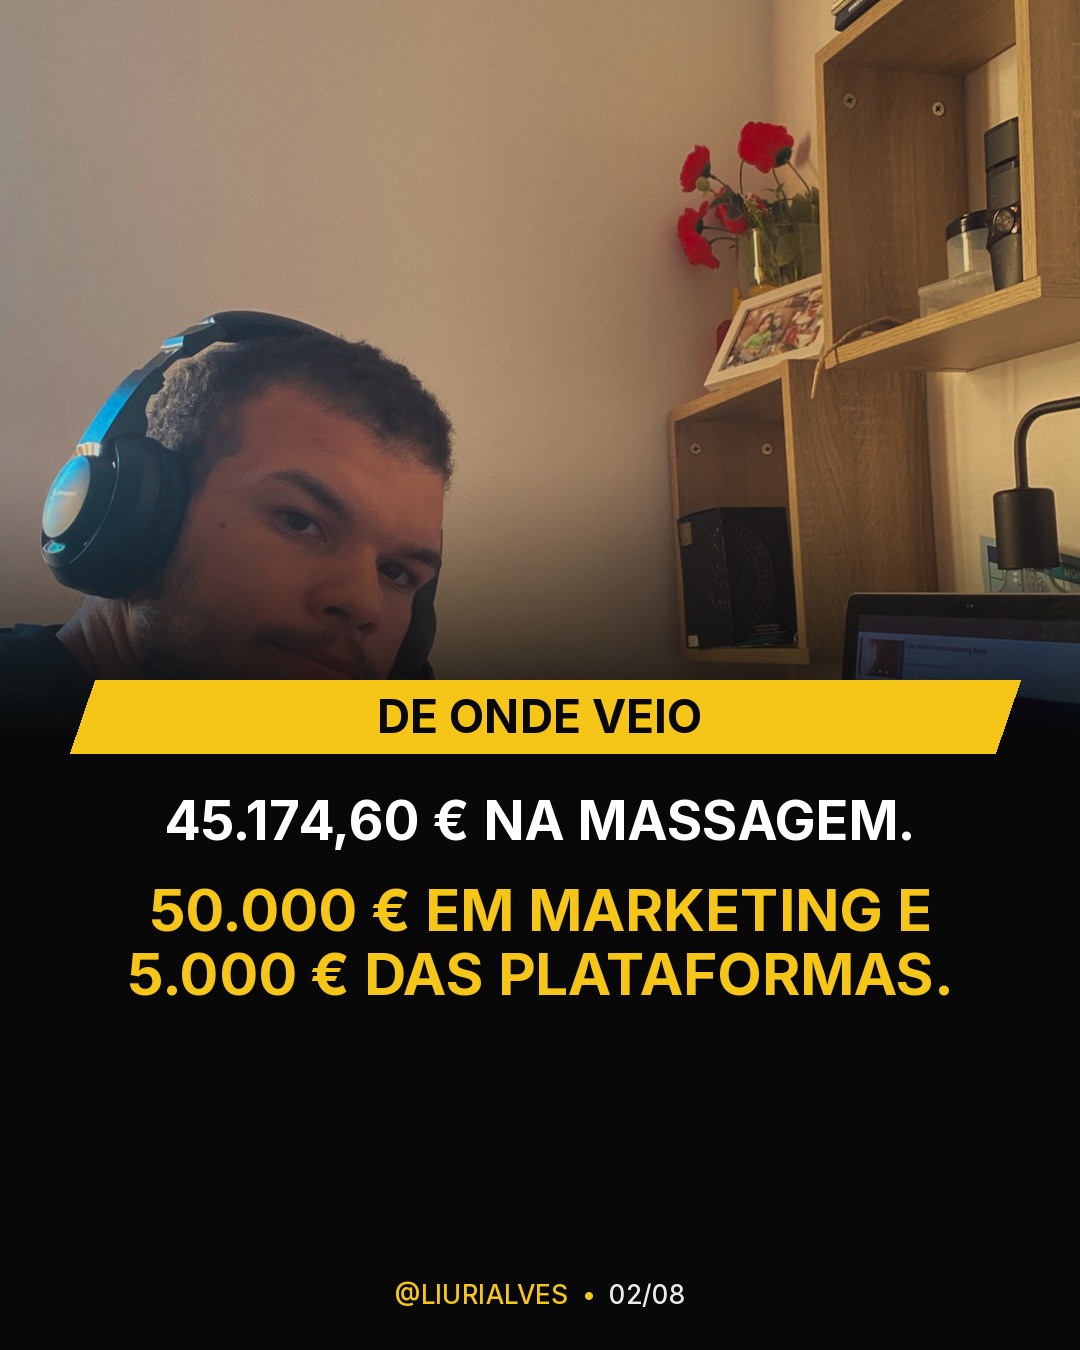 DE ONDE VEIO
45.174,60 € NA MASSAGEM.
50.000 € EM MARKETING E
5.000 € DAS PLATAFORMAS.
@LIURIALVES • 02/08